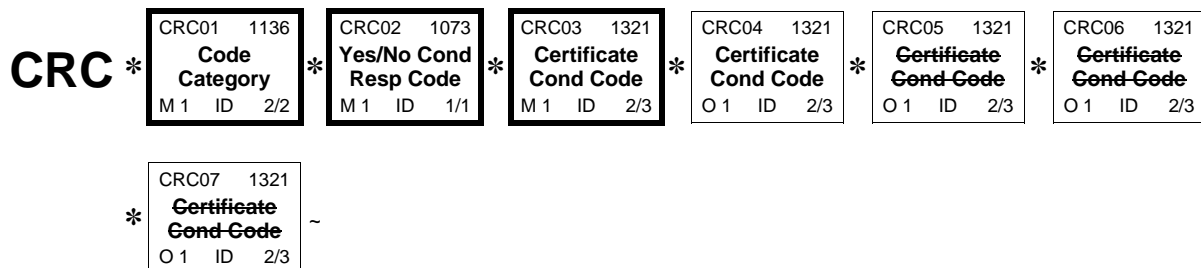 CRC01 1136 CRC02 1073 CRC03 1321 CRC04 1321 CRC05 1321 CRC06 1321
CRC * Code * Yes/No Cond * Certificate * Certificate * Certificate * Certificate
Category Resp Code Cond Code Cond Code Cond Code Cond Code
M 1 ID 2/2 M 1 ID 1/1 M 1 ID 2/3 O 1 ID 2/3 O 1 ID 2/3 O 1 ID 2/3
CRC07 1321
* Certificate ~
Cond Code
O 1 ID 2/3